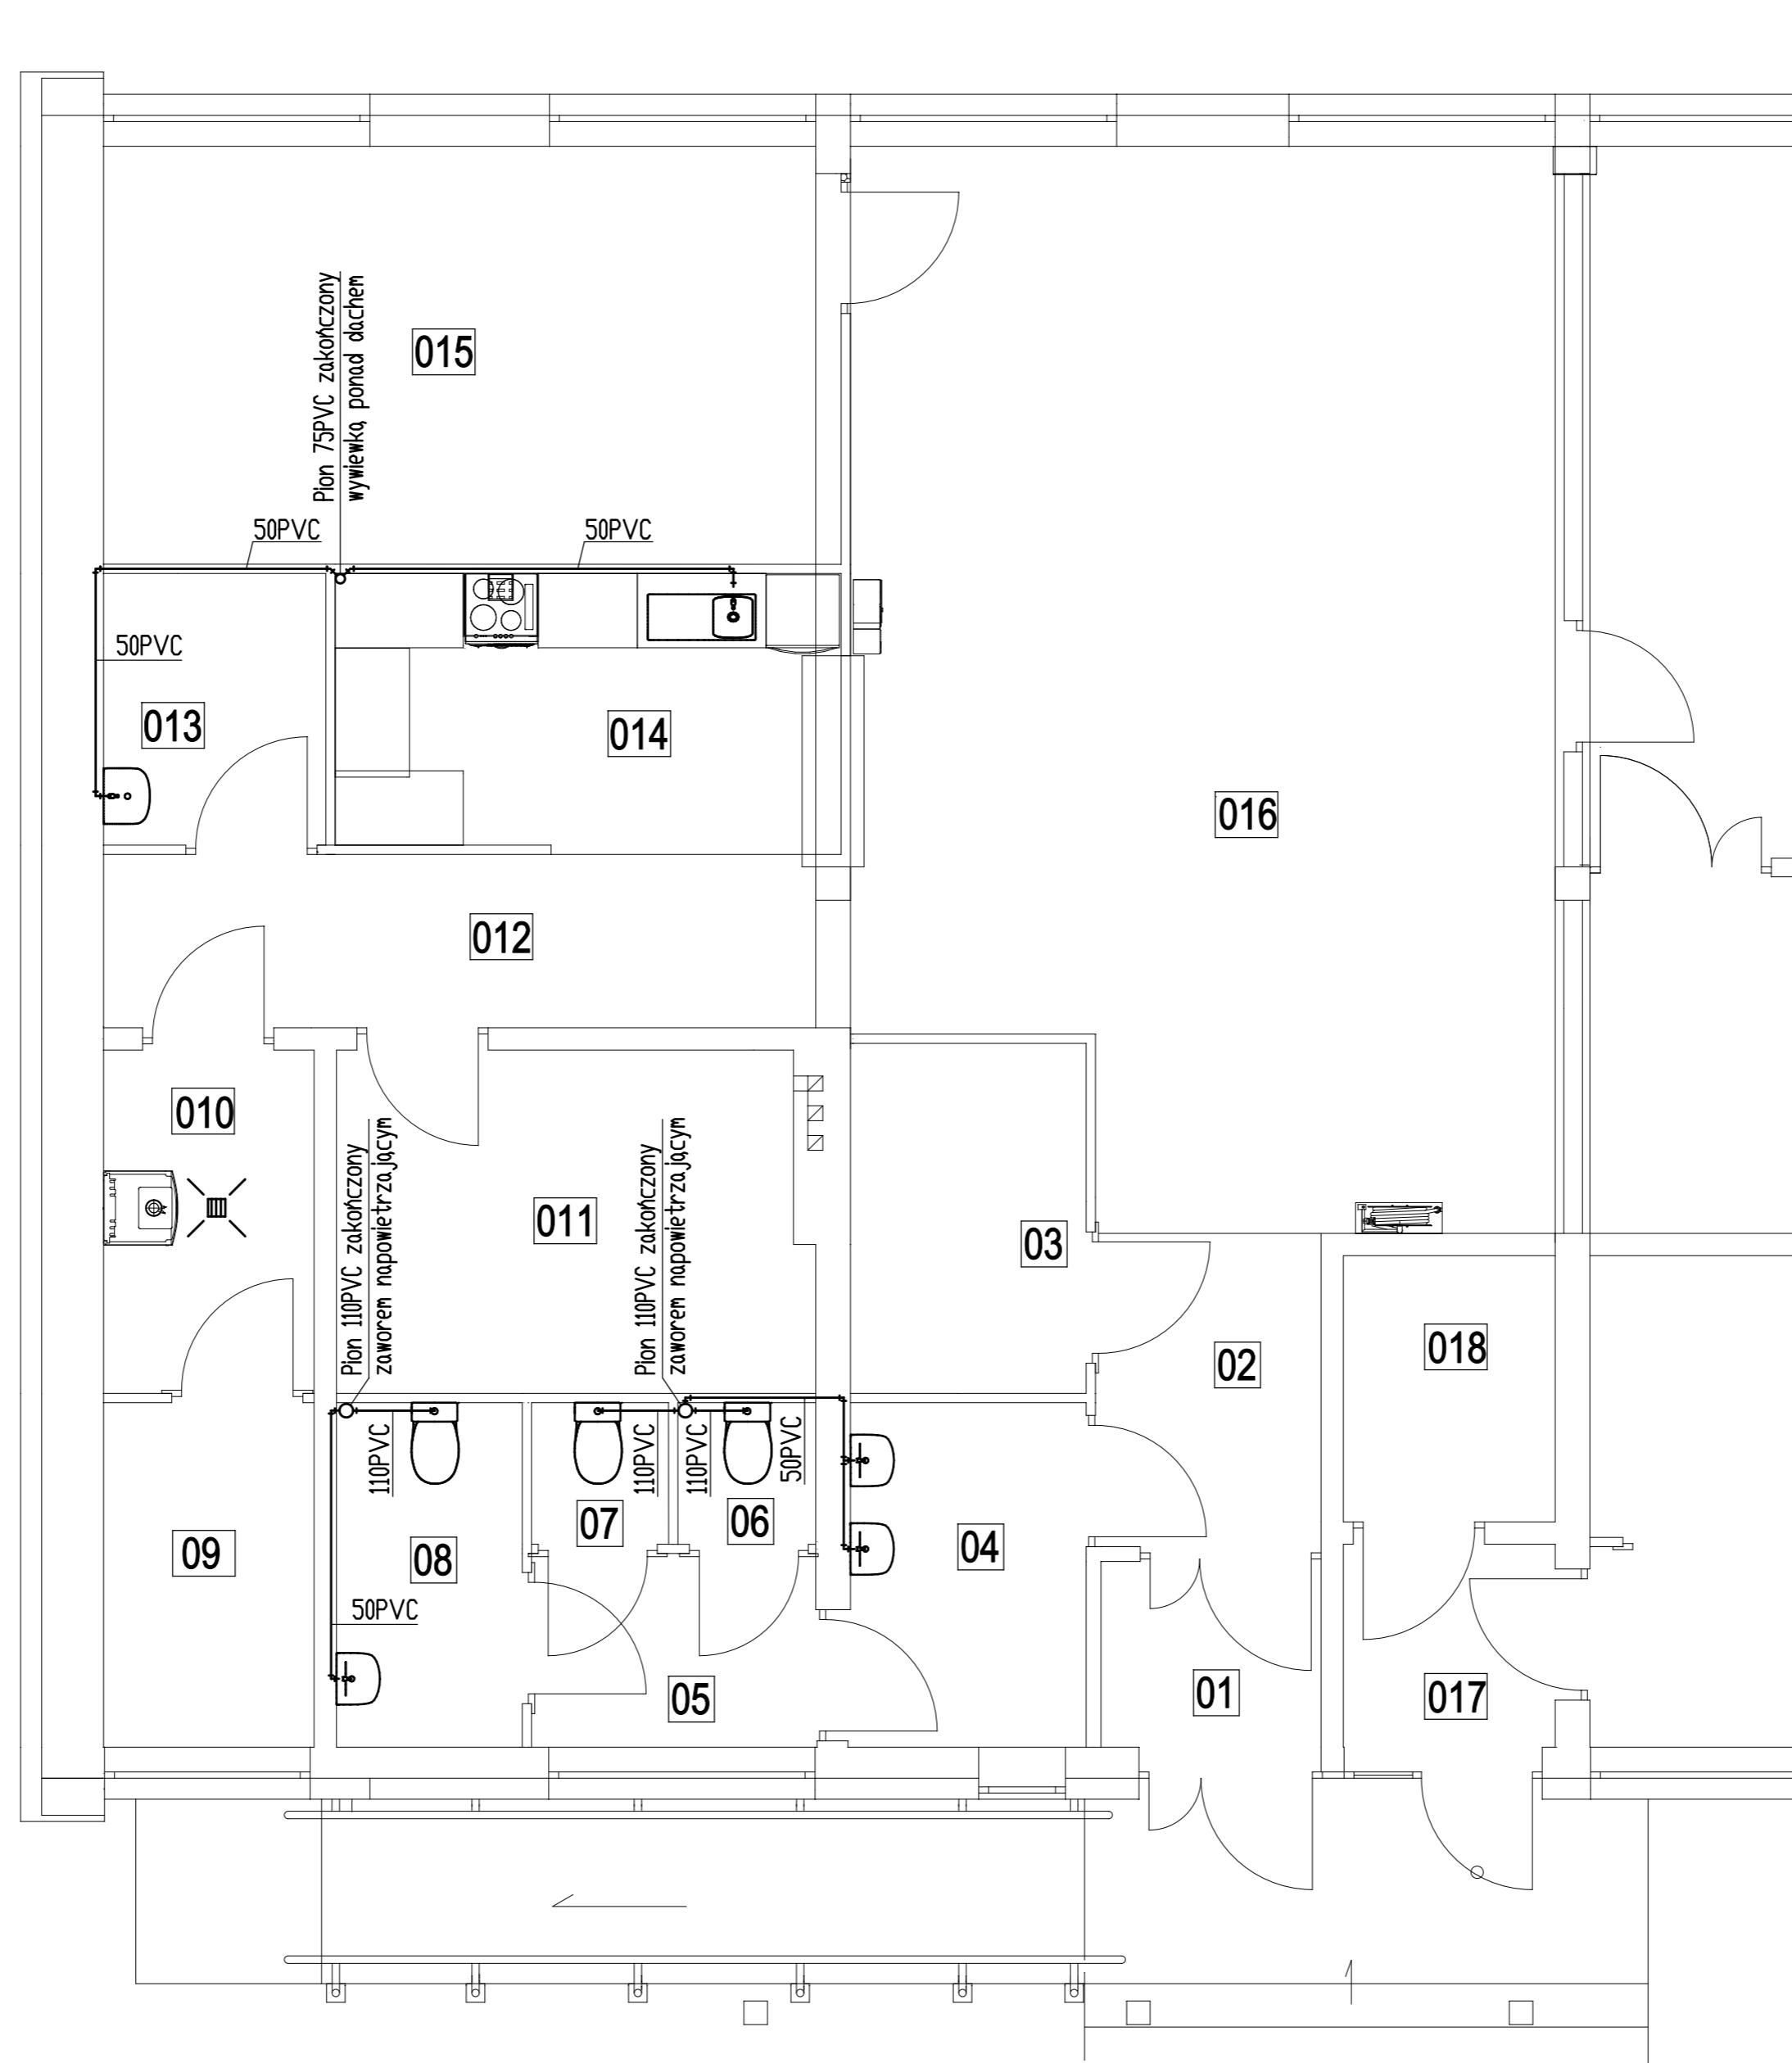 Pion 75PVC zakończony
wywiewką ponad dachem
015
50PVC
50PVC
50PVC
013
014
016
012
010
Pion 110PVC zakończony
zaworem napowietrzającym
Pion 110PVC zakończony
zaworem napowietrzającym
011
03
02
018
110PVC
110PVC
110PVC
50PVC
07
06
09
08
04
50PVC
05
01
017